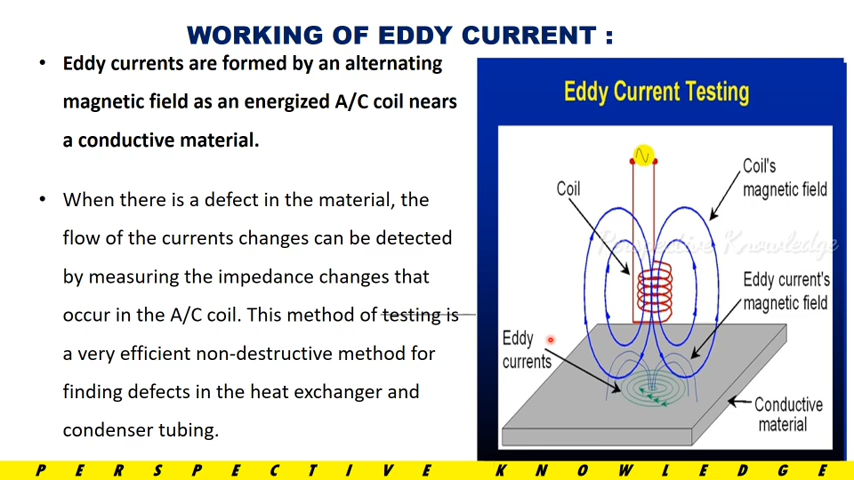 WORKING OF EDDY CURRENT :
• Eddy currents are formed by an alternating
magnetic field as an energized A/C coil nears
a conductive material.
• When there is a defect in the material, the
flow of the currents changes can be detected
by measuring the impedance changes that
occur in the A/C coil. This method of testing is
a very efficient non-destructive method for
finding defects in the heat exchanger and
condenser tubing.
Eddy Current Testing
Coil
Coil's
magnetic field
Perspective Knowledge
Eddy current's
magnetic field
Eddy
currents
Conductive
material
PERSPECTIVE KNOWLEDGE